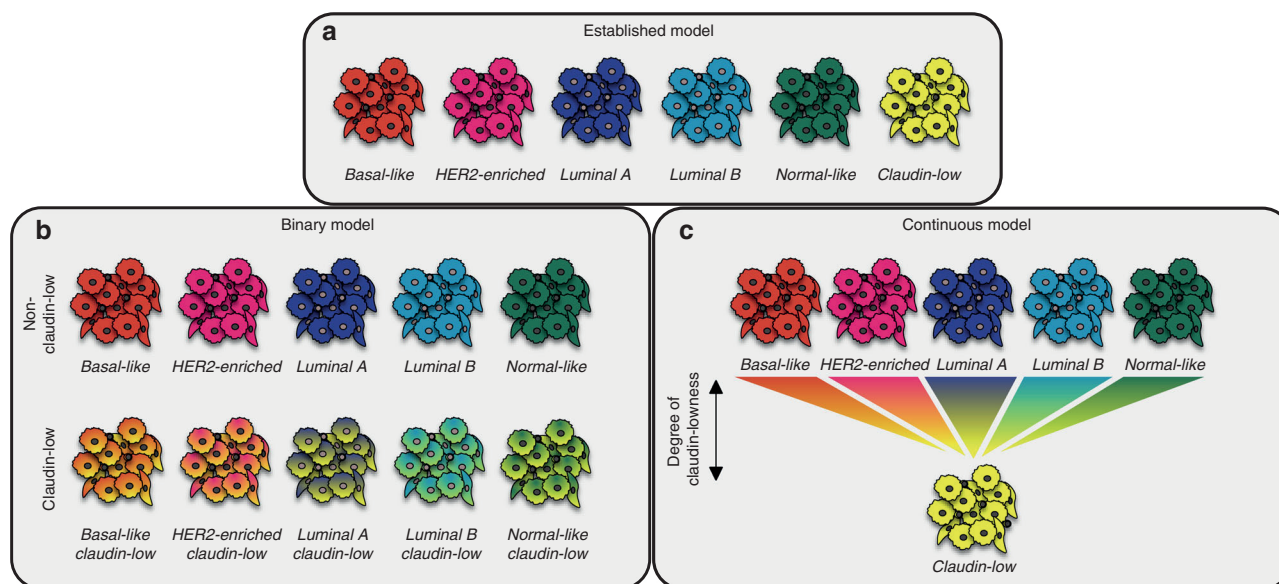 a
Established model
Basal-like HER2-enriched Luminal A Luminal B Normal-like Claudin-low
b
Binary model
Non-
claudin-low
Basal-like HER2-enriched Luminal A Luminal B Normal-like
Claudin-low
Basal-like HER2-enriched Luminal A Luminal B Normal-like
claudin-low claudin-low claudin-low claudin-low claudin-low
c
Continuous model
Basal-like HER2-enriched Luminal A Luminal B Normal-like
Degree of
claudin-lowness
Claudin-low